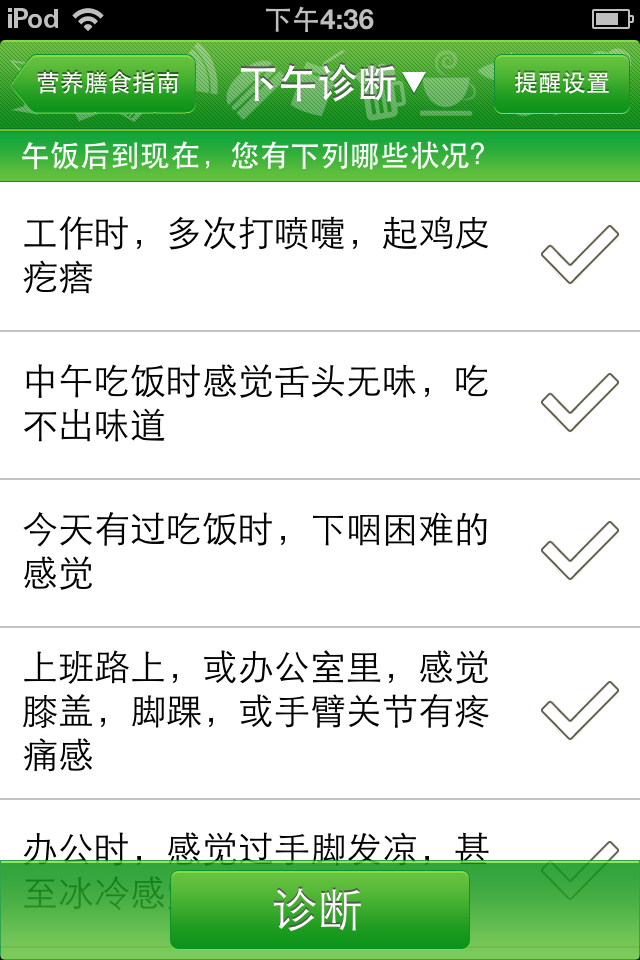 iPod 下午4:36
营养膳食指南 下午诊断▼ 提醒设置
午饭后到现在，您有下列哪些状况？
工作时，多次打喷嚏，起鸡皮
疙瘩
中午吃饭时感觉舌头无味，吃
不出味道
今天有过吃饭时，下咽困难的
感觉
上班路上，或办公室里，感觉
膝盖，脚踝，或手臂关节有疼
痛感
办公时，感觉过手脚发凉，甚
至冰冷感
诊断